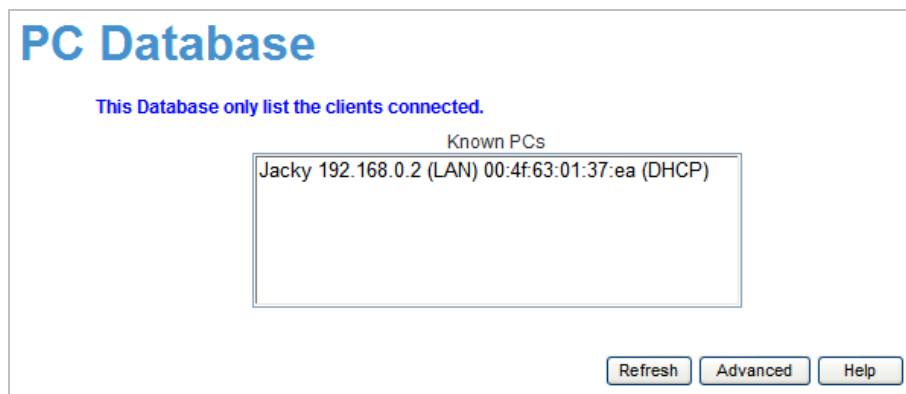 PC Database
This Database only list the clients connected.
Known PCs
Jacky 192.168.0.2 (LAN) 00:4f:63:01:37:ea (DHCP)
Refresh Advanced Help